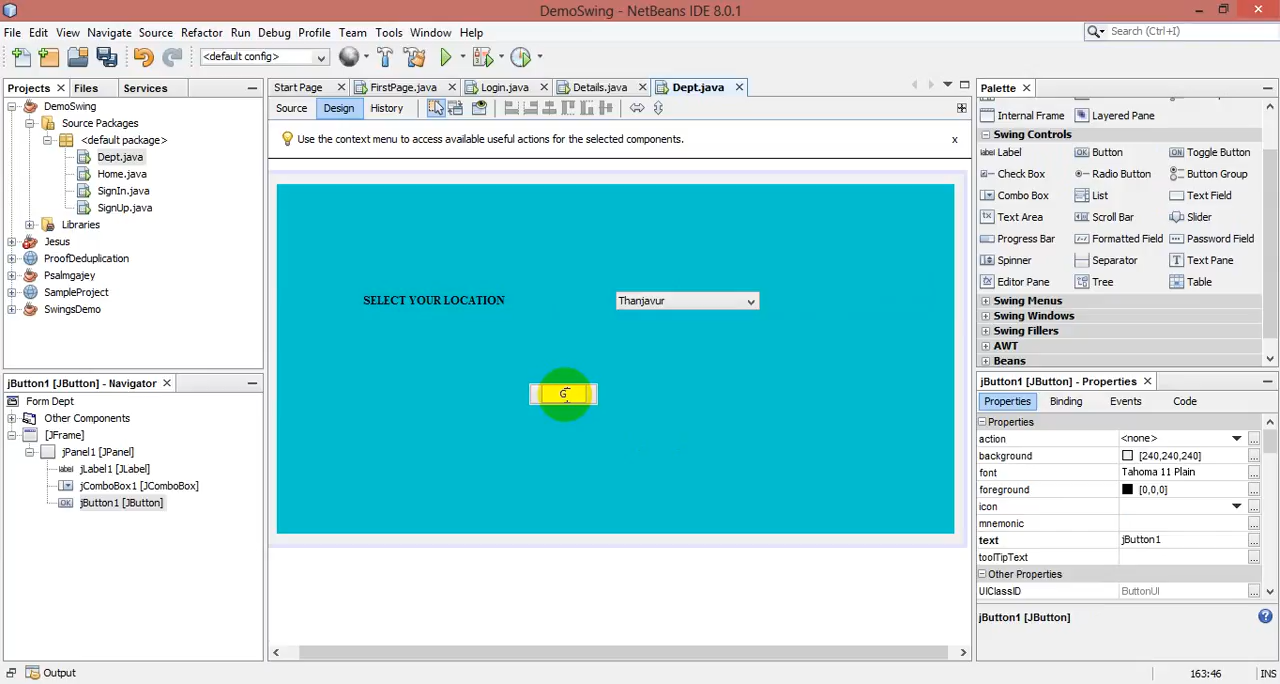 DemoSwing - NetBeans IDE 8.0.1
File Edit View Navigate Source Refactor Run Debug Profile Team Tools Window Help
Search (Ctrl+I)
<default config>
Projects Files Services
Start Page FirstPage.java Login.java Details.java Dept.java
Palette
Source Design History
Use the context menu to access available useful actions for the selected components.
x
DemoSwing
Source Packages
<default package>
Dept.java
Home.java
SignIn.java
SignUp.java
Libraries
Jesus
ProofDeduplication
Psalmgajey
SampleProject
SwingsDemo
SELECT YOUR LOCATION
Thanjavur
G
Internal Frame Layered Pane
Swing Controls
label Label OK Button ON Toggle Button
Check Box Radio Button Button Group
Combo Box List Text Field
Text Area Scroll Bar Slider
Progress Bar Formatted Field Password Field
Spinner Separator Text Pane
Editor Pane Tree Table
Swing Menus
Swing Windows
Swing Fillers
AWT
Beans
jButton1 [JButton] - Navigator
Form Dept
Other Components
[JFrame]
jPanel1 [JPanel]
label jLabel1 [JLabel]
jComboBox1 [JComboBox]
OK jButton1 [JButton]
jButton1 [JButton] - Properties
Properties Binding Events Code
Properties
action <none> ...
background [240,240,240] ...
font Tahoma 11 Plain ...
foreground [0,0,0] ...
icon ...
mnemonic ...
text jButton1 ...
toolTipText ...
Other Properties
UIClassID ButtonUI ...
jButton1 [JButton]
Output
163:46 INS